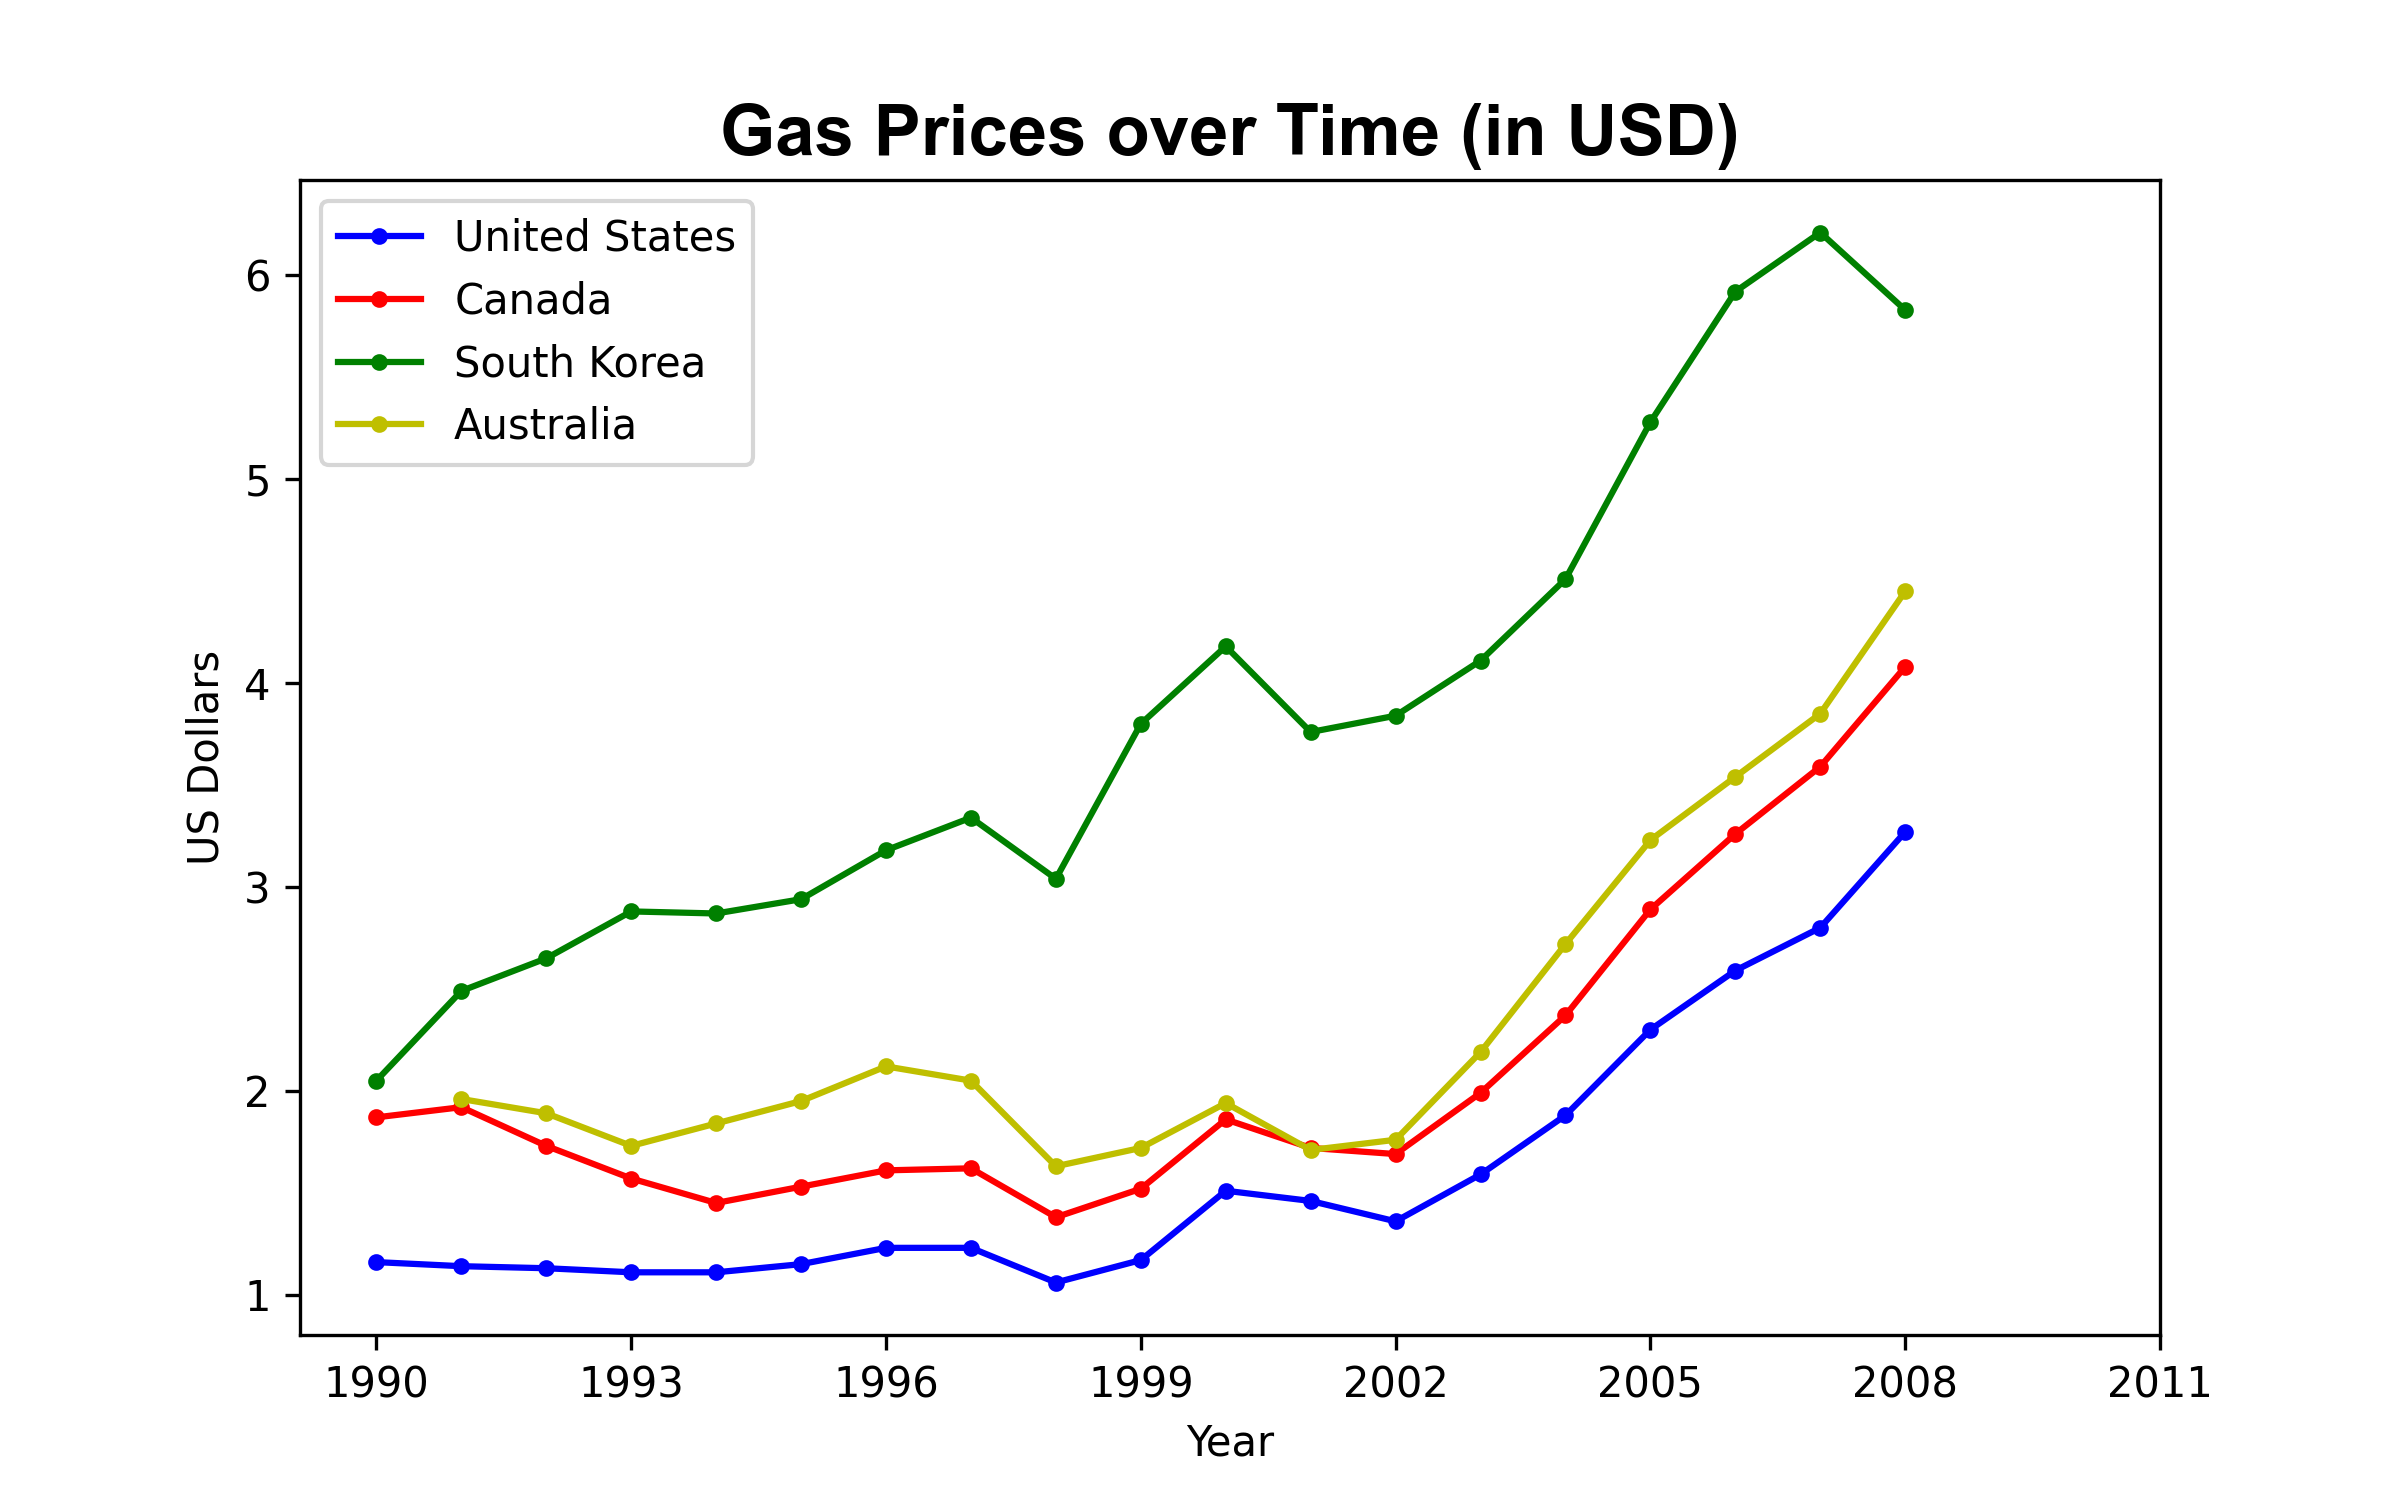 Gas Prices over Time (in USD)
United States
Canada
South Korea
Australia
6
5
4
3
2
1
US Dollars
1990 1993 1996 1999 2002 2005 2008 2011
Year